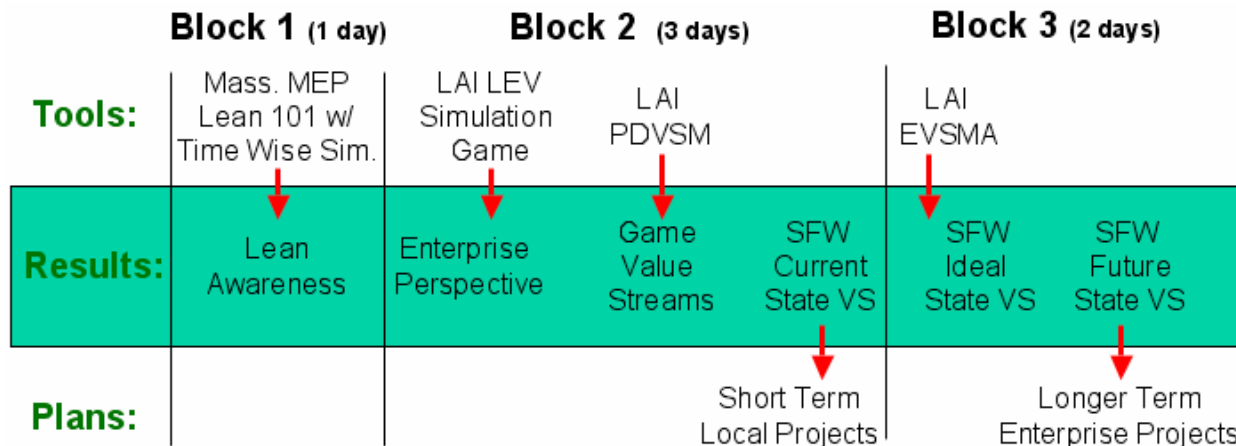 Block 1 (1 day)
Block 2 (3 days)
Block 3 (2 days)
Tools:
Mass. MEP
Lean 101 w/
Time Wise Sim.
LAI LEV
Simulation
Game
LAI
PDVSM
LAI
EVSMA
Results:
Lean
Awareness
Enterprise
Perspective
Game
Value
Streams
SFW
Current
State VS
SFW
Ideal
State VS
SFW
Future
State VS
Plans:
Short Term
Local Projects
Longer Term
Enterprise Projects